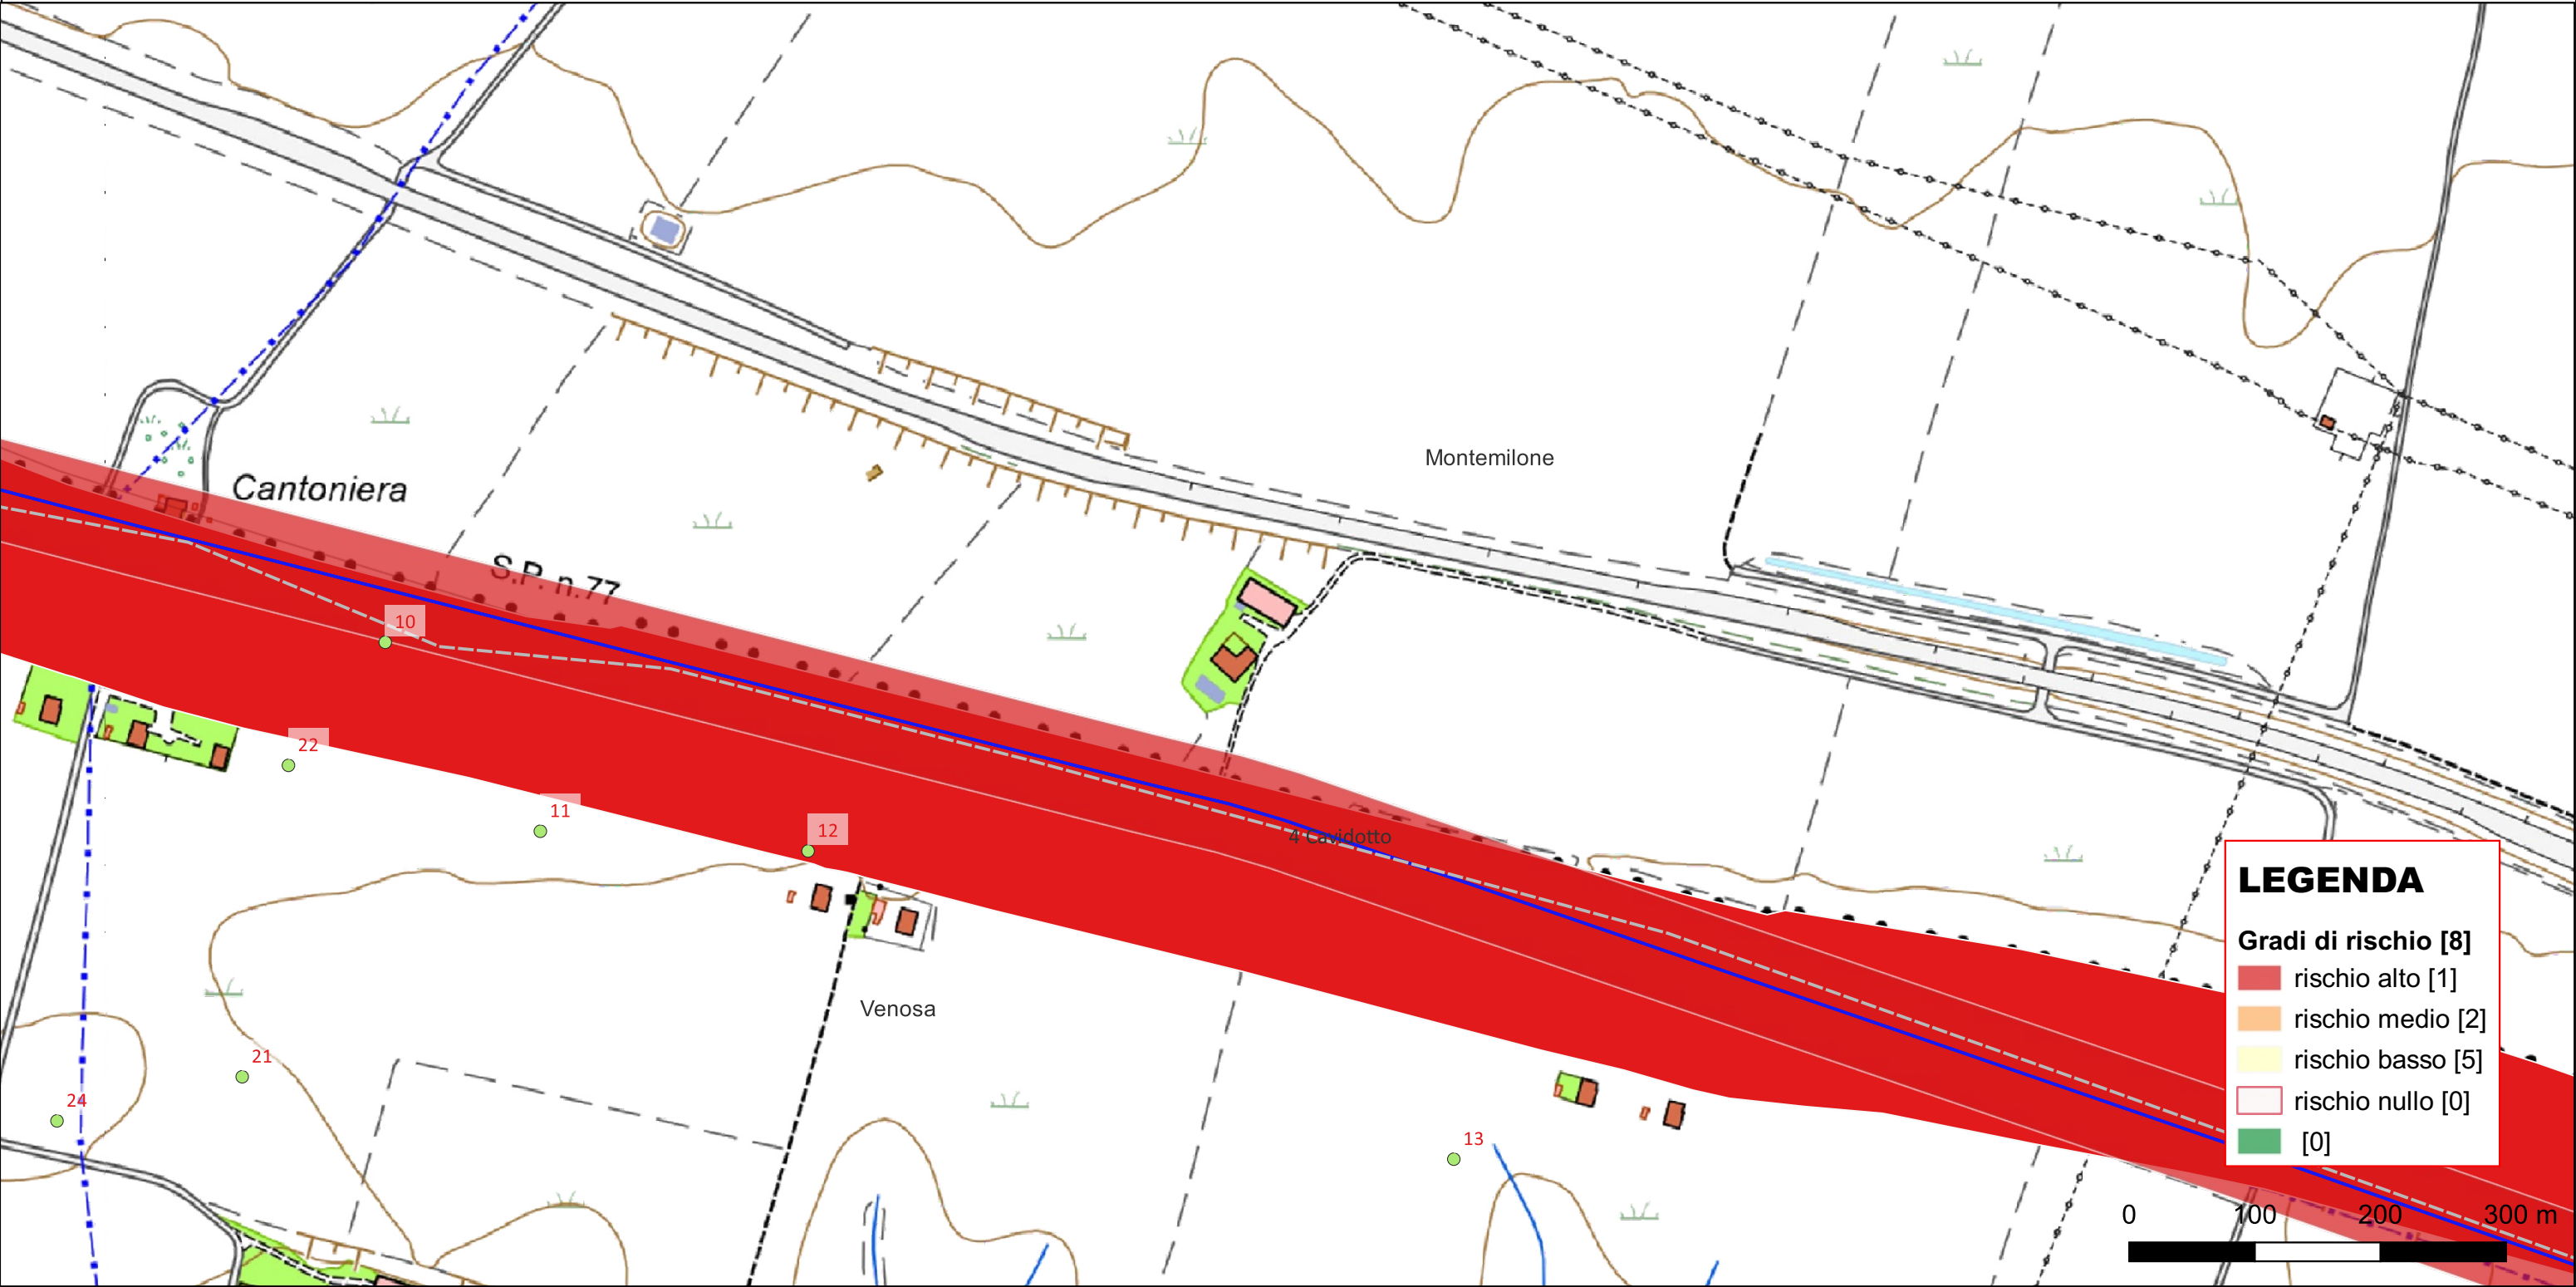 Montemilone
Cantoniera
S.P. n.77
10
22
11
12
4 Cavidotto
Venosa
21
24
13
LEGENDA
Gradi di rischio [8]
rischio alto [1]
rischio medio [2]
rischio basso [5]
rischio nullo [0]
[0]
0 100 200 300 m